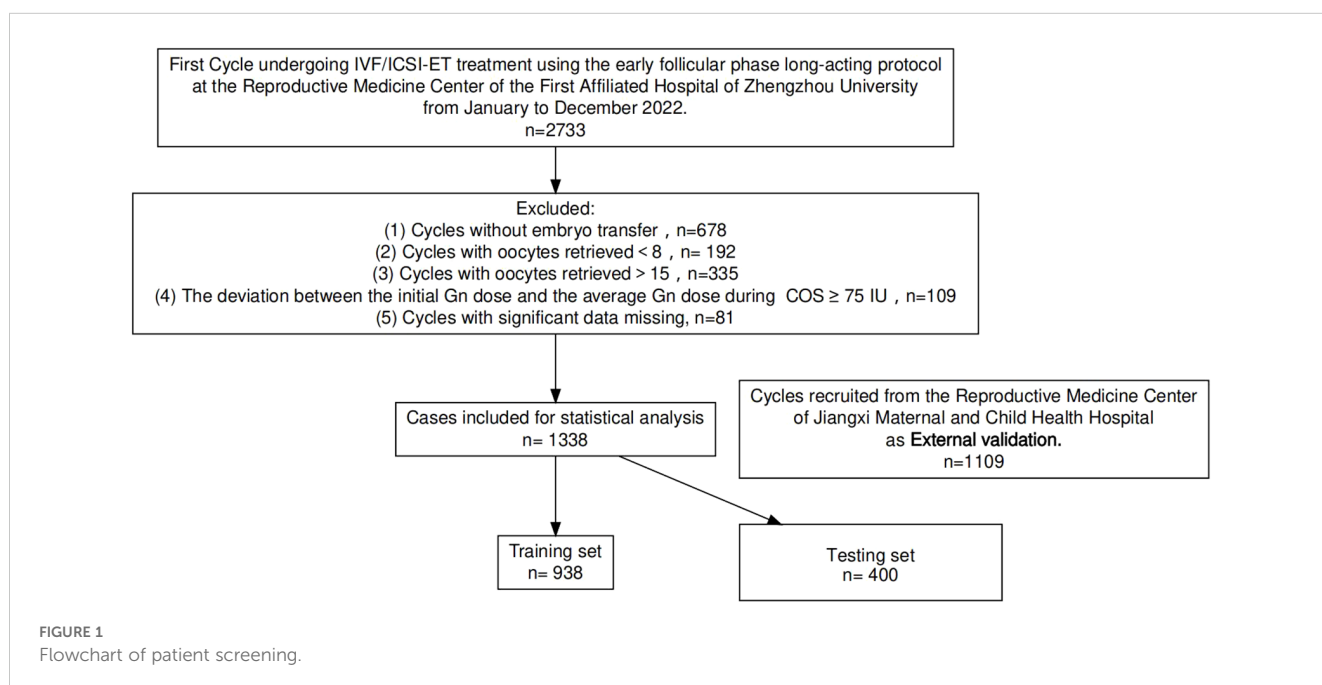 First Cycle undergoing IVF/ICSI-ET treatment using the early follicular phase long-acting protocol
at the Reproductive Medicine Center of the First Affiliated Hospital of Zhengzhou University
from January to December 2022.
n=2733
Excluded:
(1) Cycles without embryo transfer , n=678
(2) Cycles with oocytes retrieved < 8 , n= 192
(3) Cycles with oocytes retrieved > 15 , n=335
(4) The deviation between the initial Gn dose and the average Gn dose during COS ≥ 75 IU , n=109
(5) Cycles with significant data missing, n=81
Cases included for statistical analysis
n= 1338
Cycles recruited from the Reproductive Medicine Center
of Jiangxi Maternal and Child Health Hospital
as External validation.
n=1109
Training set
n= 938
Testing set
n= 400
FIGURE 1
Flowchart of patient screening.